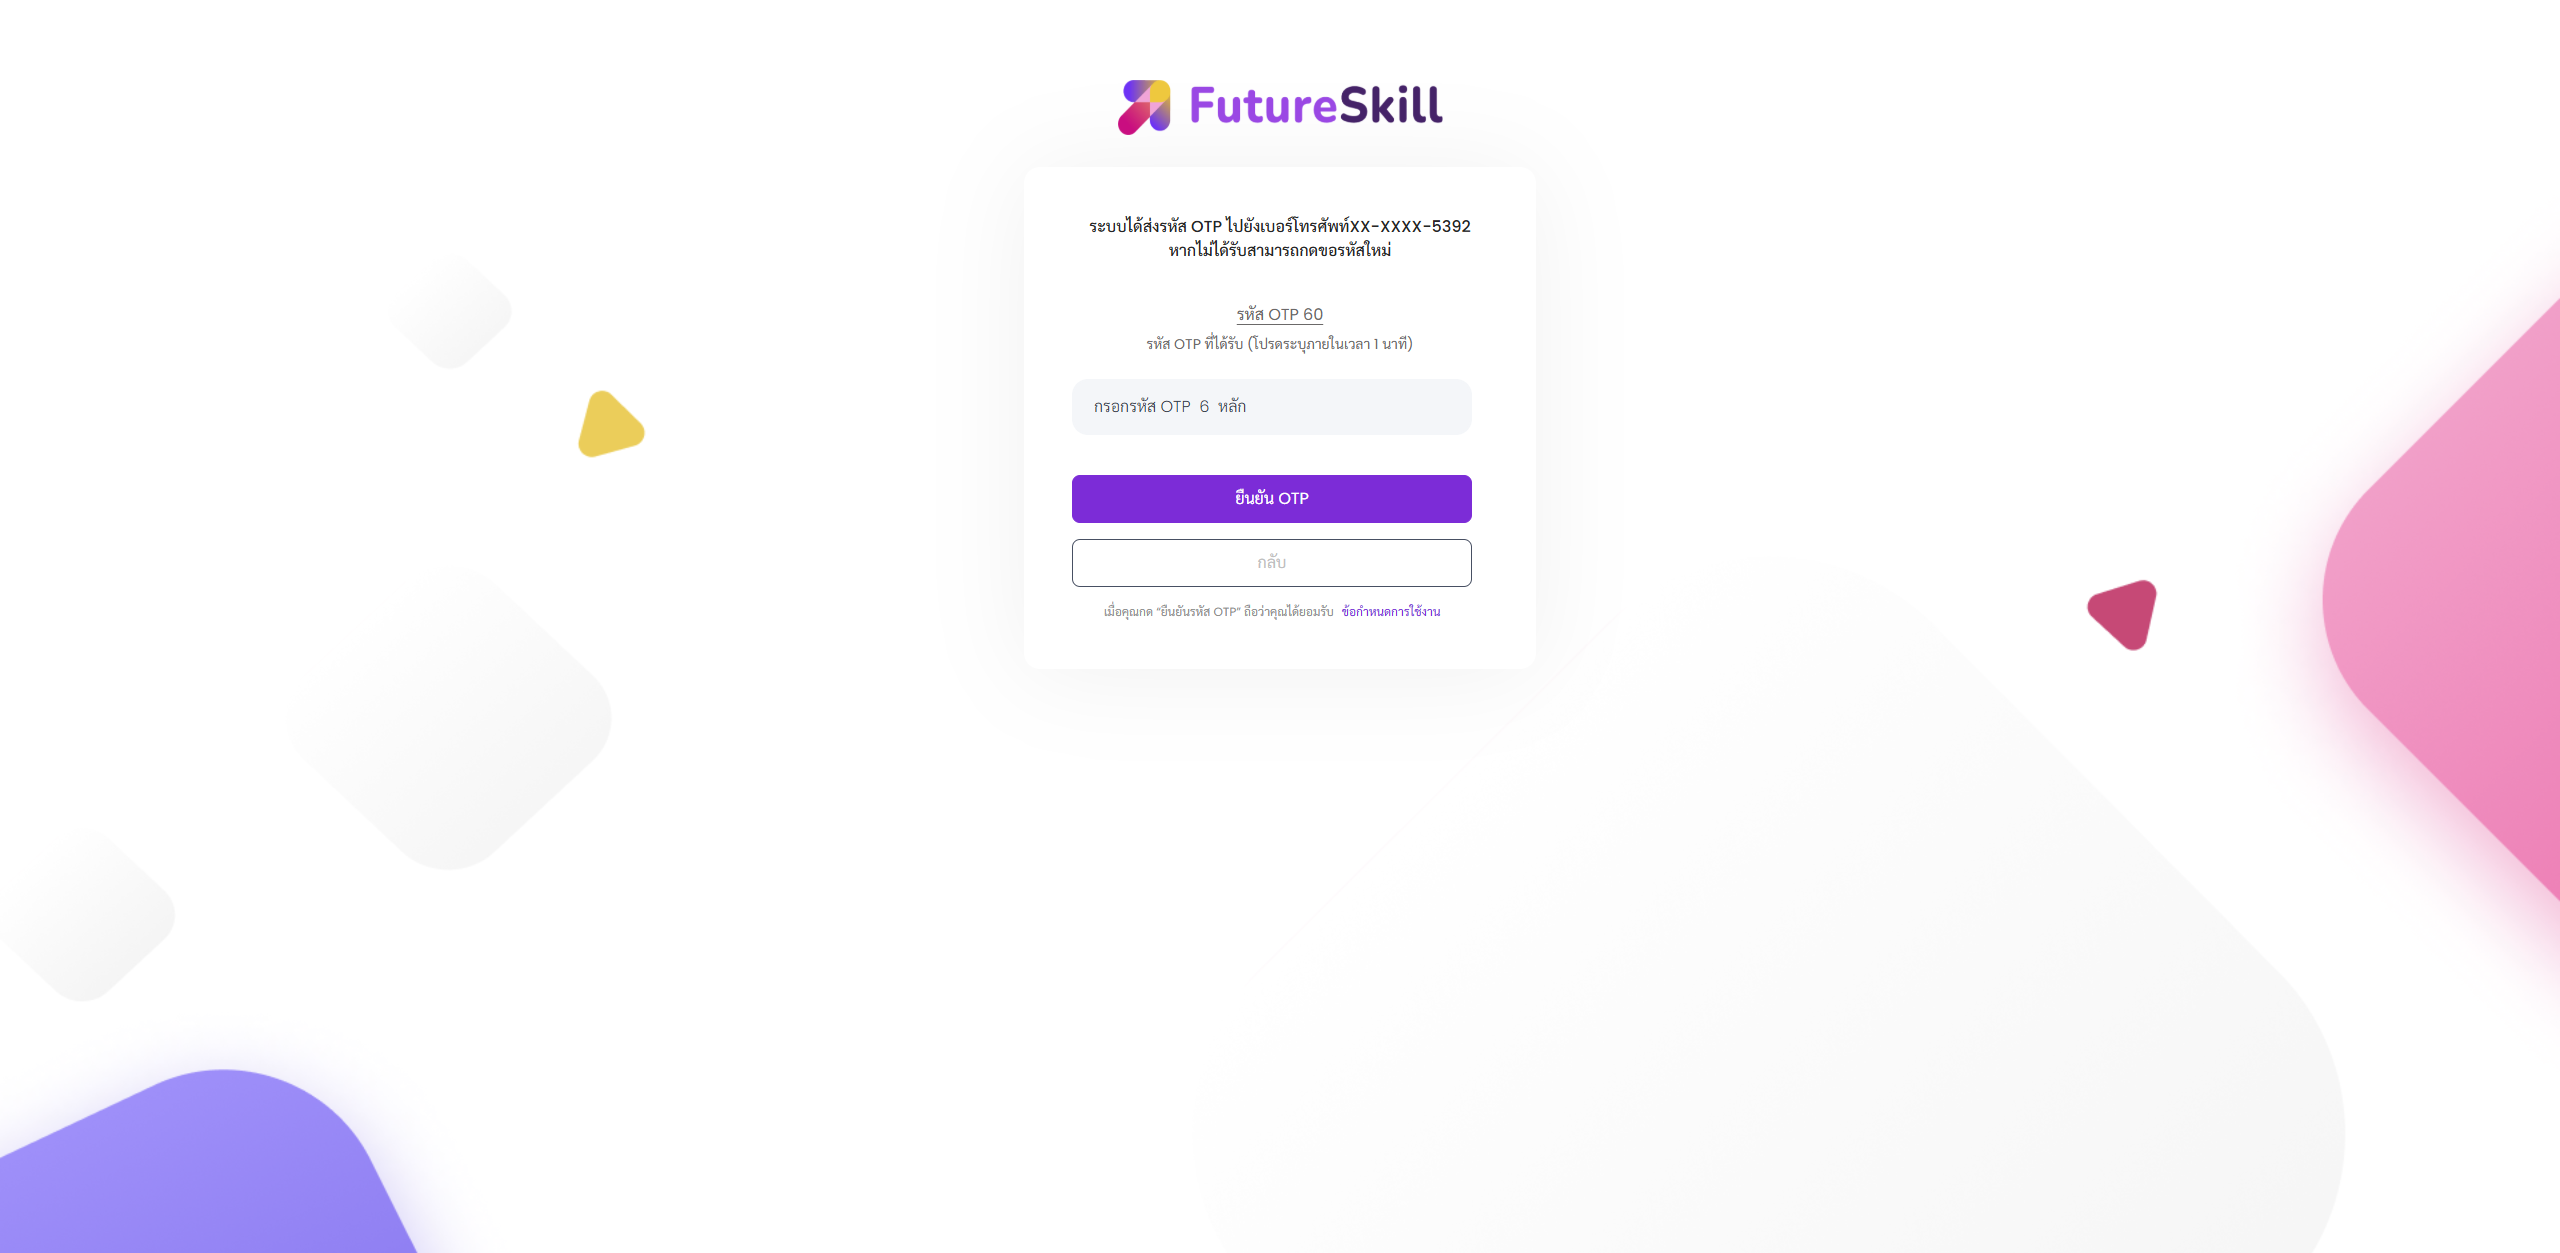 FutureSkill
ระบบได้ส่งรหัส OTP ไปยังเบอร์โทรศัพท์XX-XXXX-5392
หากไม่ได้รับสามารถกดขอรหัสใหม่
รหัส OTP 60
รหัส OTP ที่ได้รับ (โปรดระบุภายในเวลา 1 นาที)
กรอกรหัส OTP 6 หลัก
ยืนยัน OTP
กลับ
เมื่อคุณกด “ยืนยันรหัส OTP” ถือว่าคุณได้ยอมรับ ข้อกำหนดการใช้งาน